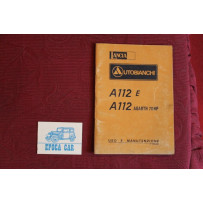 LANCIA
AUTOBIANCHI
A112 E
A112 ABARTH 70 HP
USO E MANUTENZIONE
EPOCA CAR